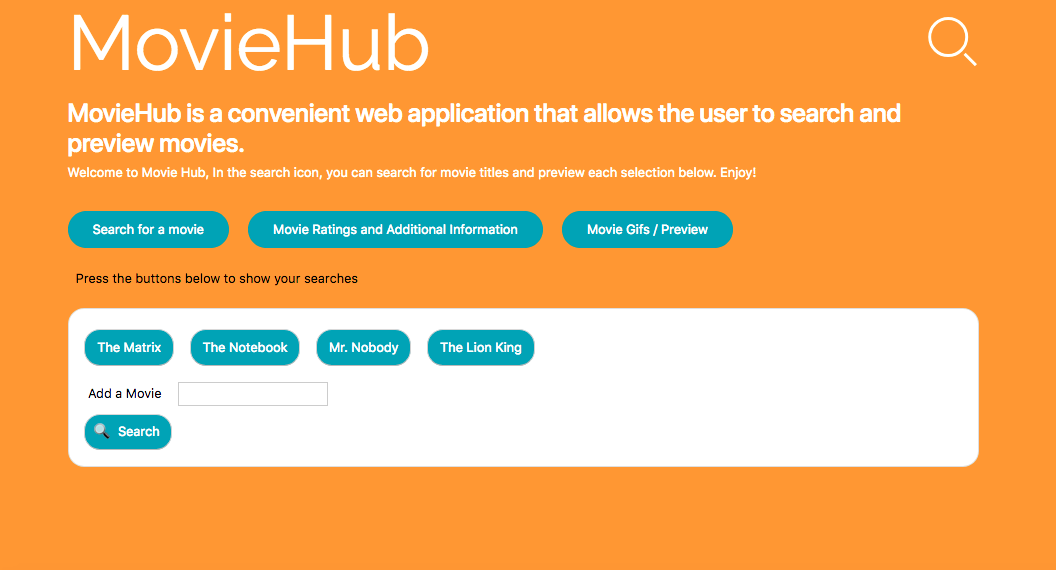 MovieHub
MovieHub is a convenient web application that allows the user to search and
preview movies.
Welcome to Movie Hub, In the search icon, you can search for movie titles and preview each selection below. Enjoy!
Search for a movie
Movie Ratings and Additional Information
Movie Gifs / Preview
Press the buttons below to show your searches
The Matrix
The Notebook
Mr. Nobody
The Lion King
Add a Movie
Search